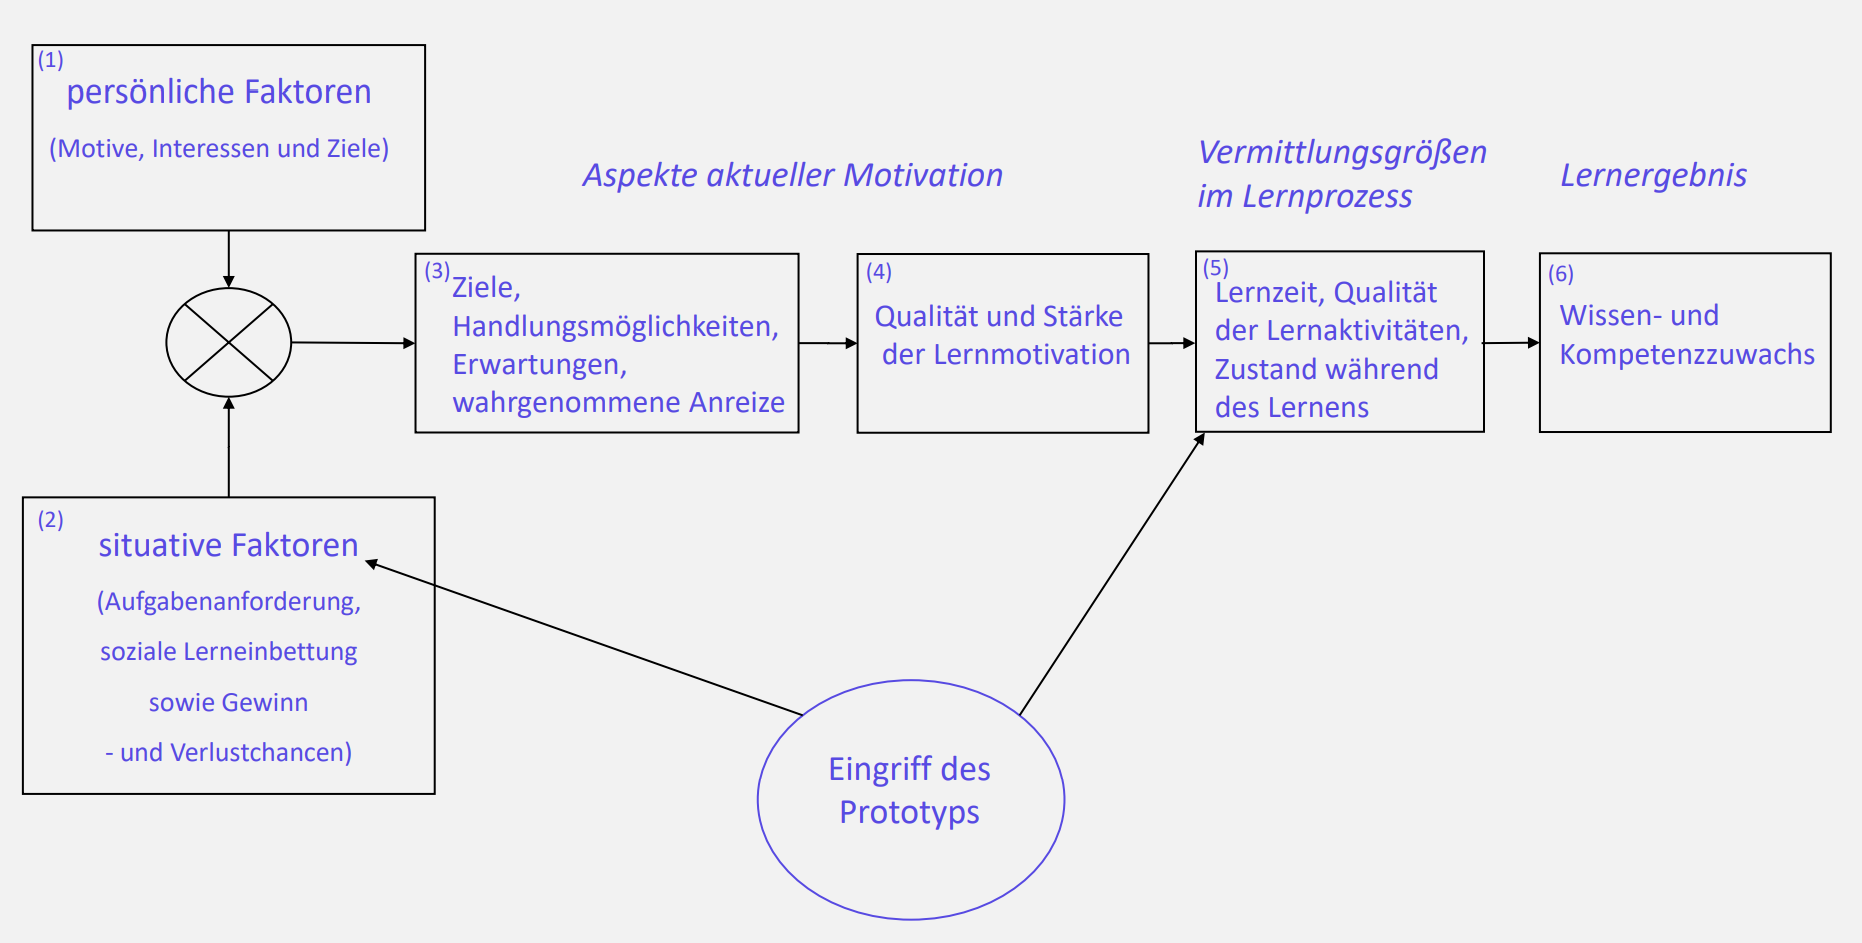 (1)
persönliche Faktoren
(Motive, Interessen und Ziele)
Aspekte aktueller Motivation
Vermittlungsgrößen
im Lernprozess
Lernergebnis
(3)
Ziele,
Handlungsmöglichkeiten,
Erwartungen,
wahrgenommene Anreize
(4)
Qualität und Stärke
der Lernmotivation
(5)
Lernzeit, Qualität
der Lernaktivitäten,
Zustand während
des Lernens
(6)
Wissen- und
Kompetenzzuwachs
(2)
situative Faktoren
(Aufgabenanforderung,
soziale Lerneinbettung
sowie Gewinn
- und Verlustchancen)
Eingriff des
Prototyps